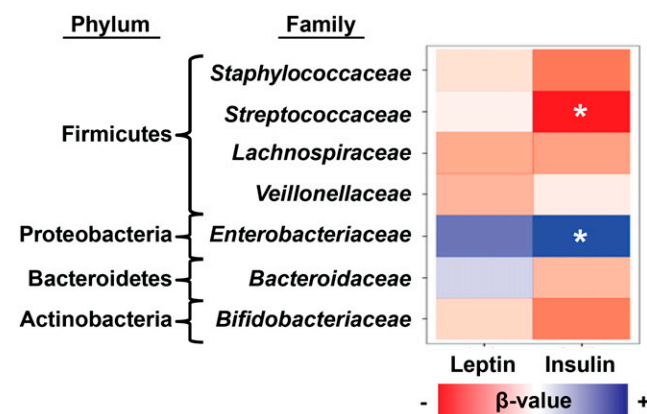 Phylum Family
Staphylococcaceae
Streptococcaceae *
Firmicutes
Lachnospiraceae
Veillonellaceae
Proteobacteria Enterobacteriaceae *
Bacteroidetes Bacteroidaceae
Actinobacteria Bifidobacteriaceae
Leptin Insulin
- β-value +